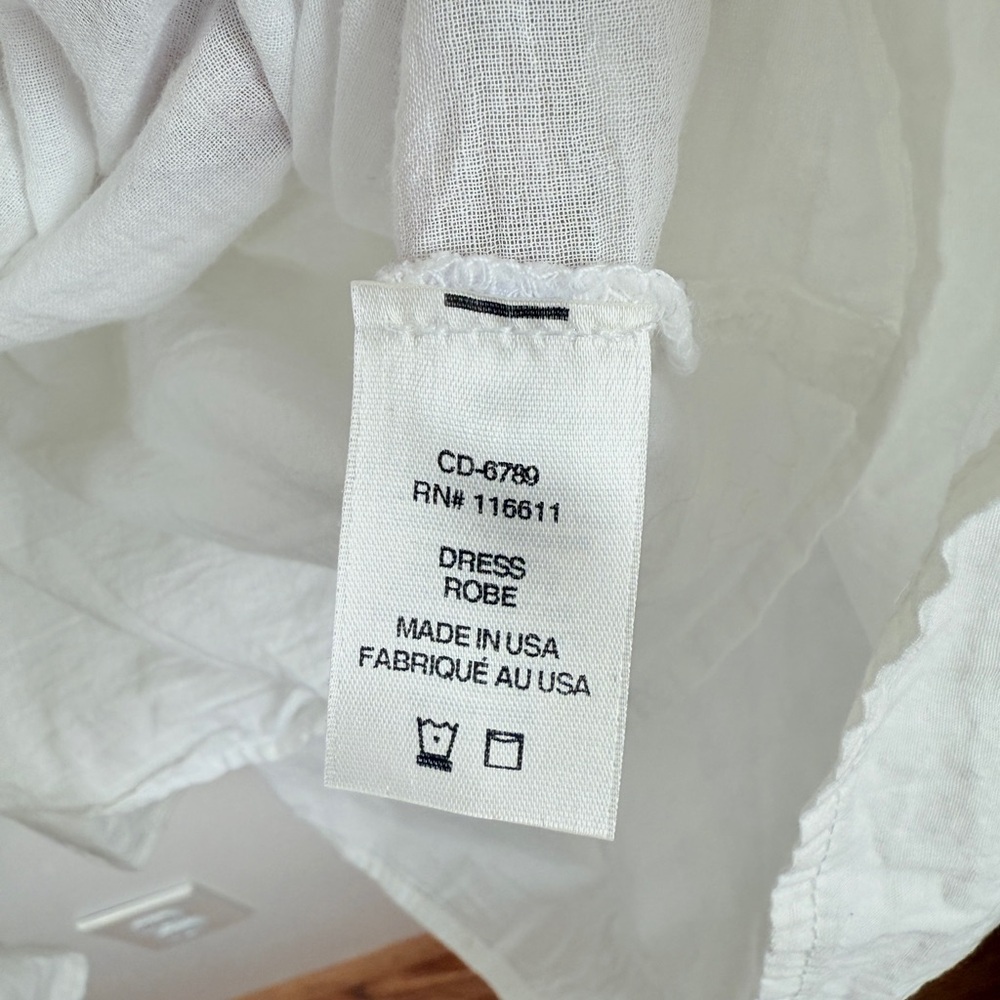 CD-6789
RN# 116611
DRESS
ROBE
MADE IN USA
FABRIQUÉ AU USA